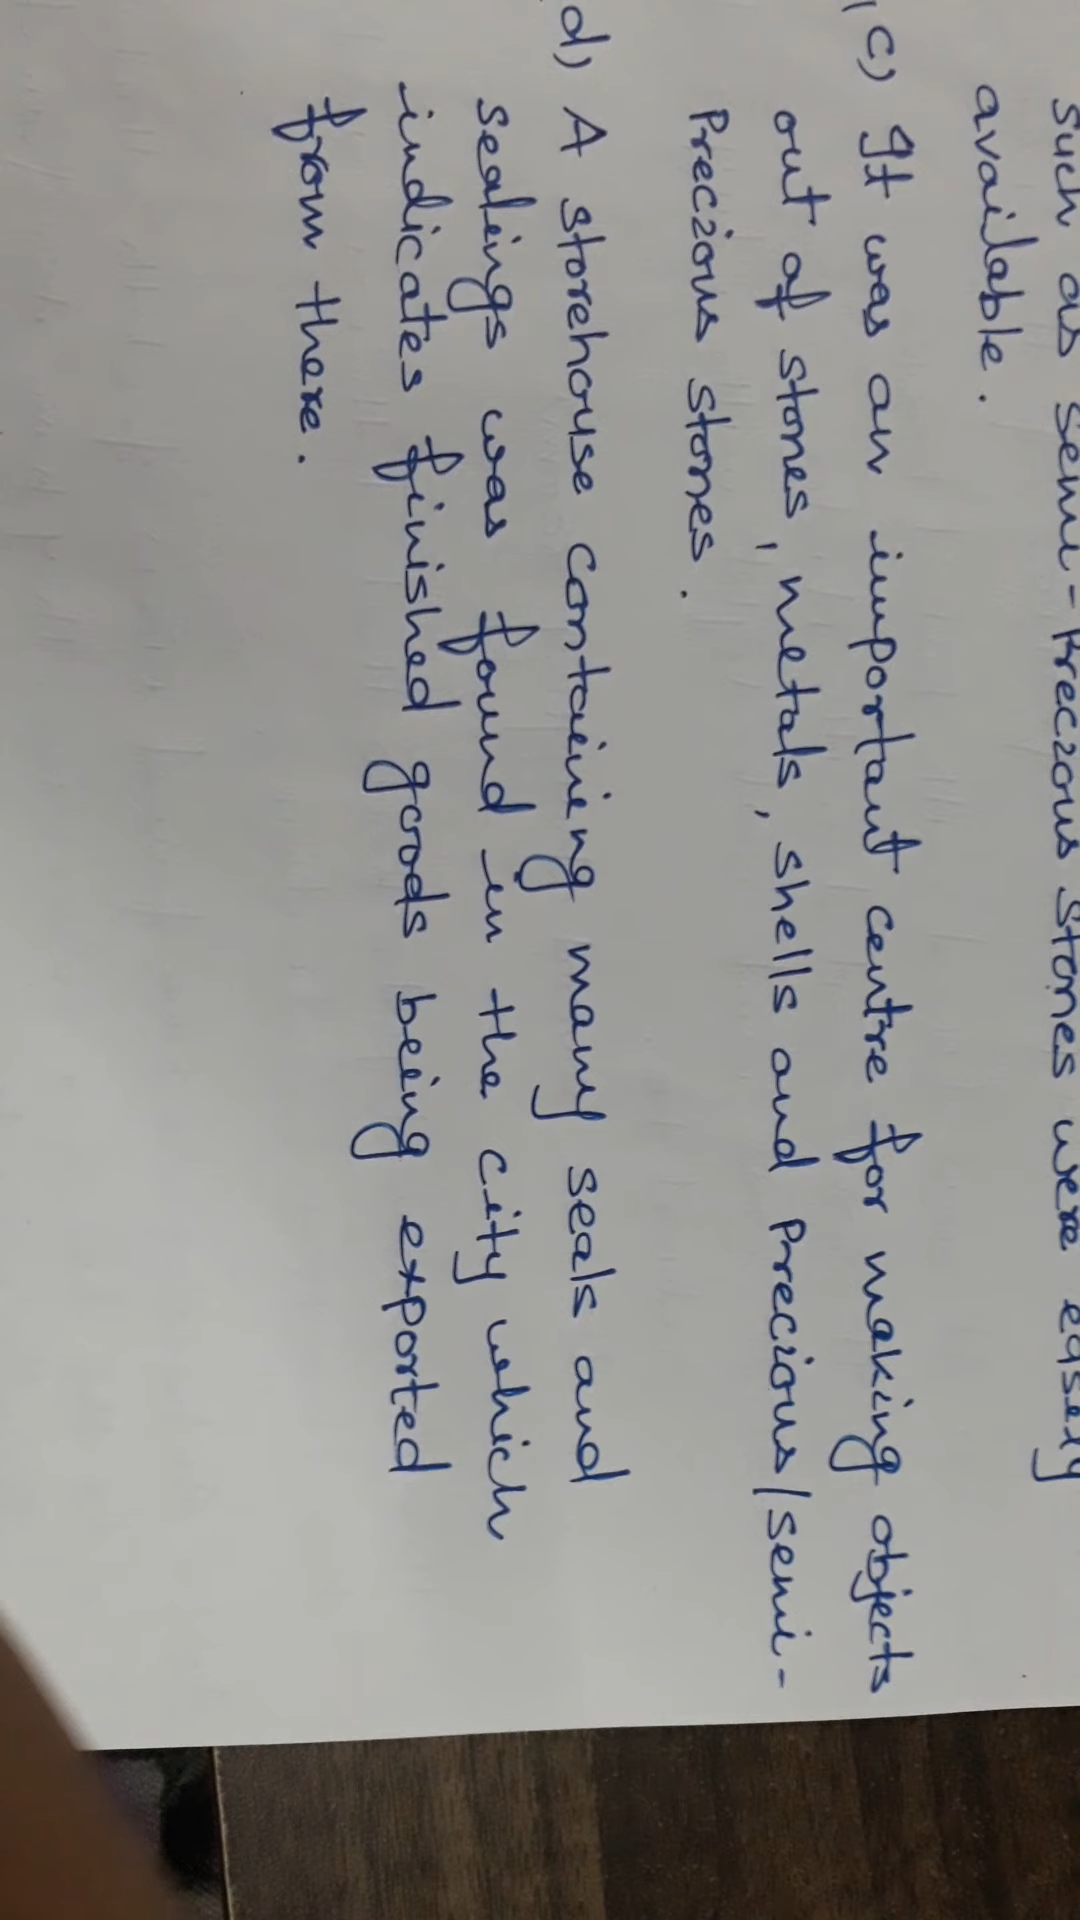 such as semi-Precious Stones were easily
available.
c) It was an important centre for making objects
out of stones, metals, shells and Precious/semi-
Precious stones.
d) A storehouse containing many seals and
sealings was found in the city which
indicates finished goods being exported
from there.